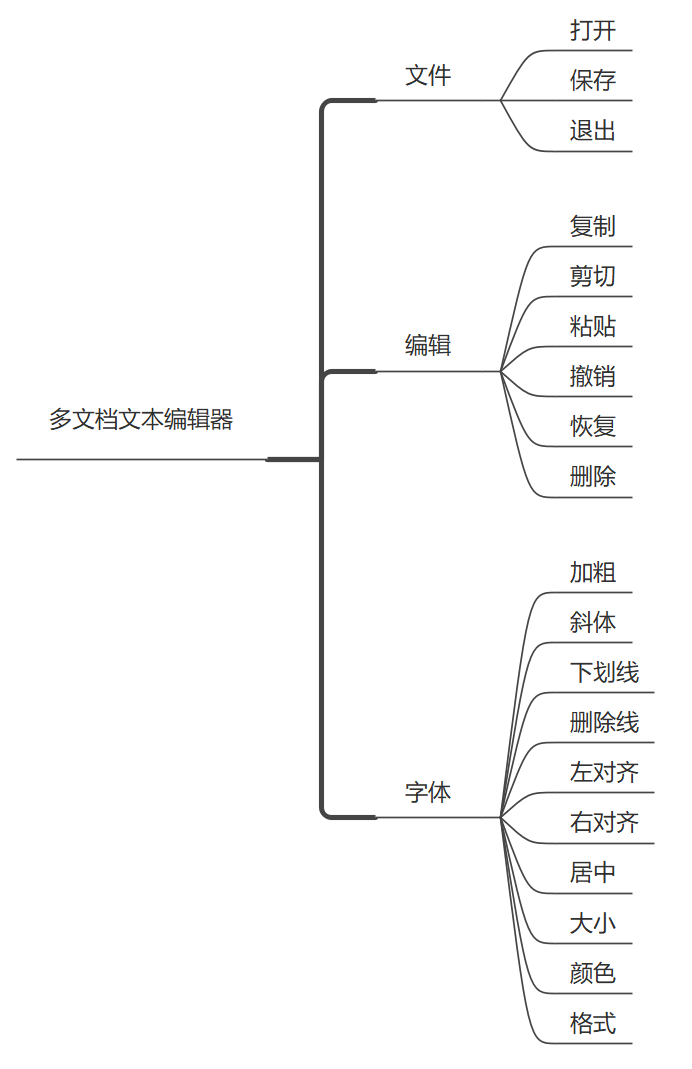 多文档文本编辑器
文件
打开
保存
退出
编辑
复制
剪切
粘贴
撤销
恢复
删除
字体
加粗
斜体
下划线
删除线
左对齐
右对齐
居中
大小
颜色
格式